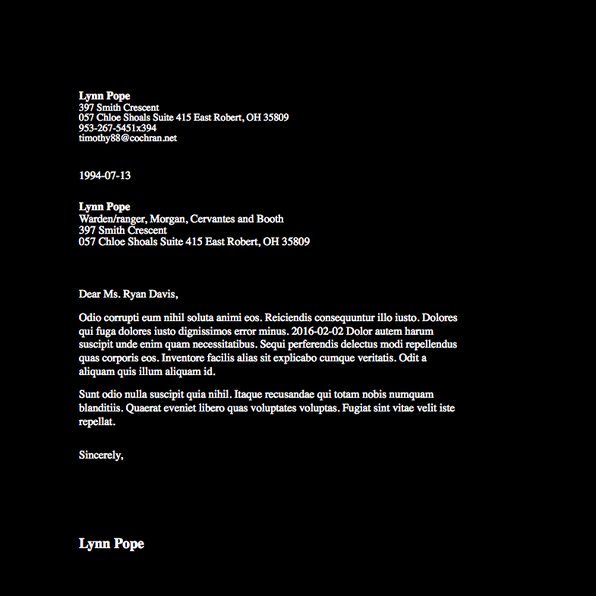 Lynn Pope
397 Smith Crescent
057 Chloe Shoals Suite 415 East Robert, OH 35809
953-267-5451x394
timothy88@cochran.net
1994-07-13
Lynn Pope
Warden/ranger, Morgan, Cervantes and Booth
397 Smith Crescent
057 Chloe Shoals Suite 415 East Robert, OH 35809
Dear Ms. Ryan Davis,
Odio corrupti eum nihil soluta animi eos. Reiciendis consequuntur illo iusto. Dolores
qui fuga dolores iusto dignissimos error minus. 2016-02-02 Dolor autem harum
suscipit unde enim quam necessitatibus. Sequi perferendis delectus modi repellendus
quas corporis eos. Inventore facilis alias sit explicabo cumque veritatis. Odit a
aliquam quis illum aliquam id.
Sunt odio nulla suscipit quia nihil. Itaque recusandae qui totam nobis numquam
blanditiis. Quaerat eveniet libero quas voluptates voluptas. Fugiat sint vitae velit iste
repellat.
Sincerely,
Lynn Pope